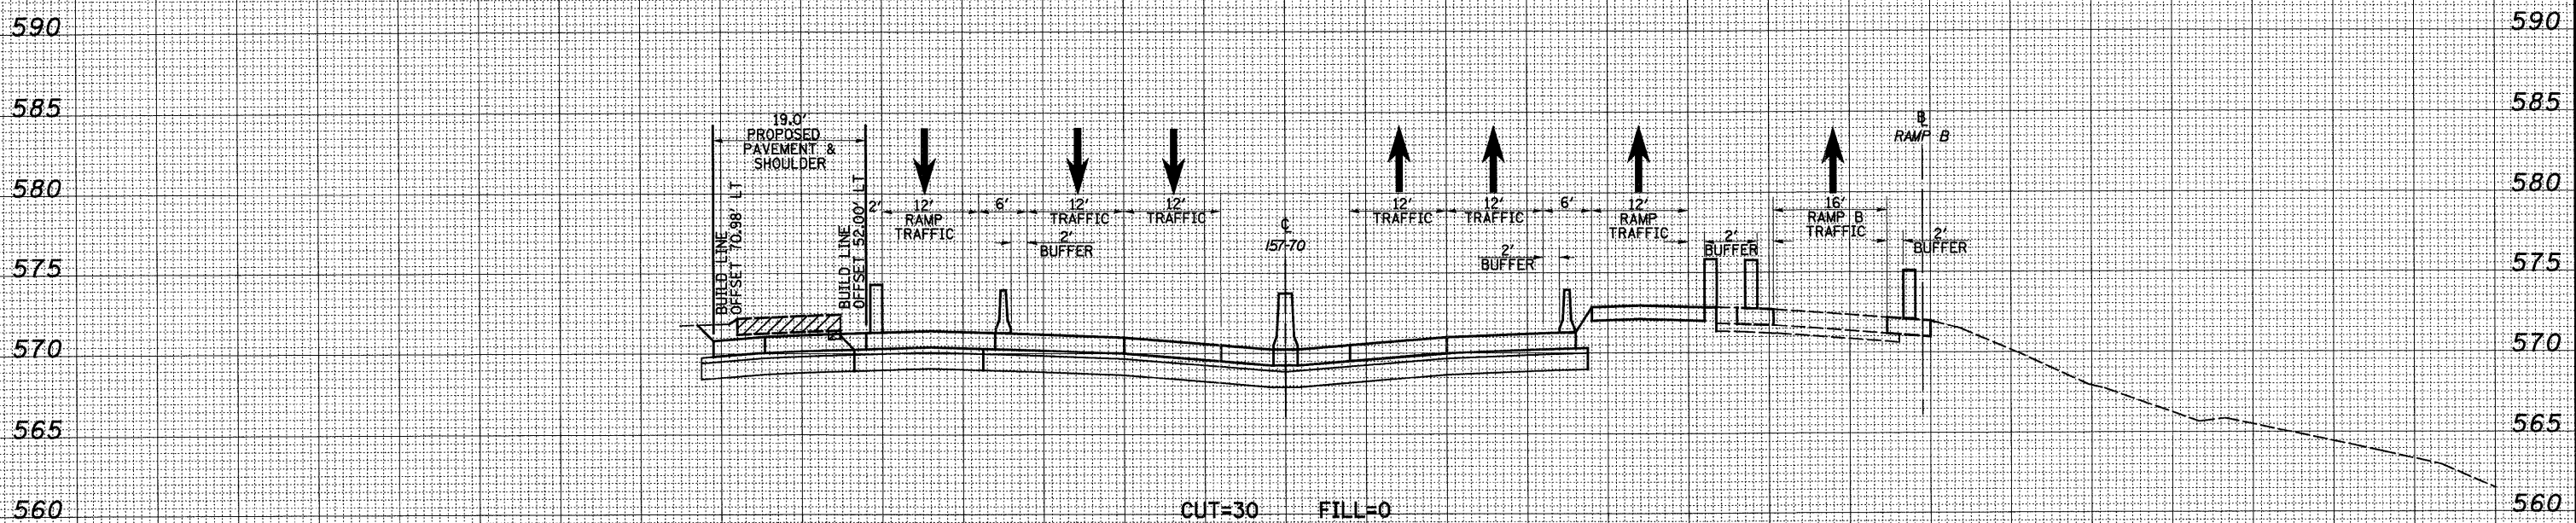 590
590
585
585
580
580
575
575
570
570
565
565
560
560
19.0'
PROPOSED
PAVEMENT &
SHOULDER
BUILD LINE
OFFSET 70.98' LT
BUILD LINE
OFFSET 52.00' LT
2'
12'
RAMP
TRAFFIC
6'
12'
TRAFFIC
2'
BUFFER
12'
TRAFFIC
℄
I57-70
12'
TRAFFIC
12'
TRAFFIC
2'
BUFFER
6'
12'
RAMP
TRAFFIC
2'
BUFFER
16'
RAMP B
TRAFFIC
RAMP B
2'
BUFFER
CUT=30 FILL=0